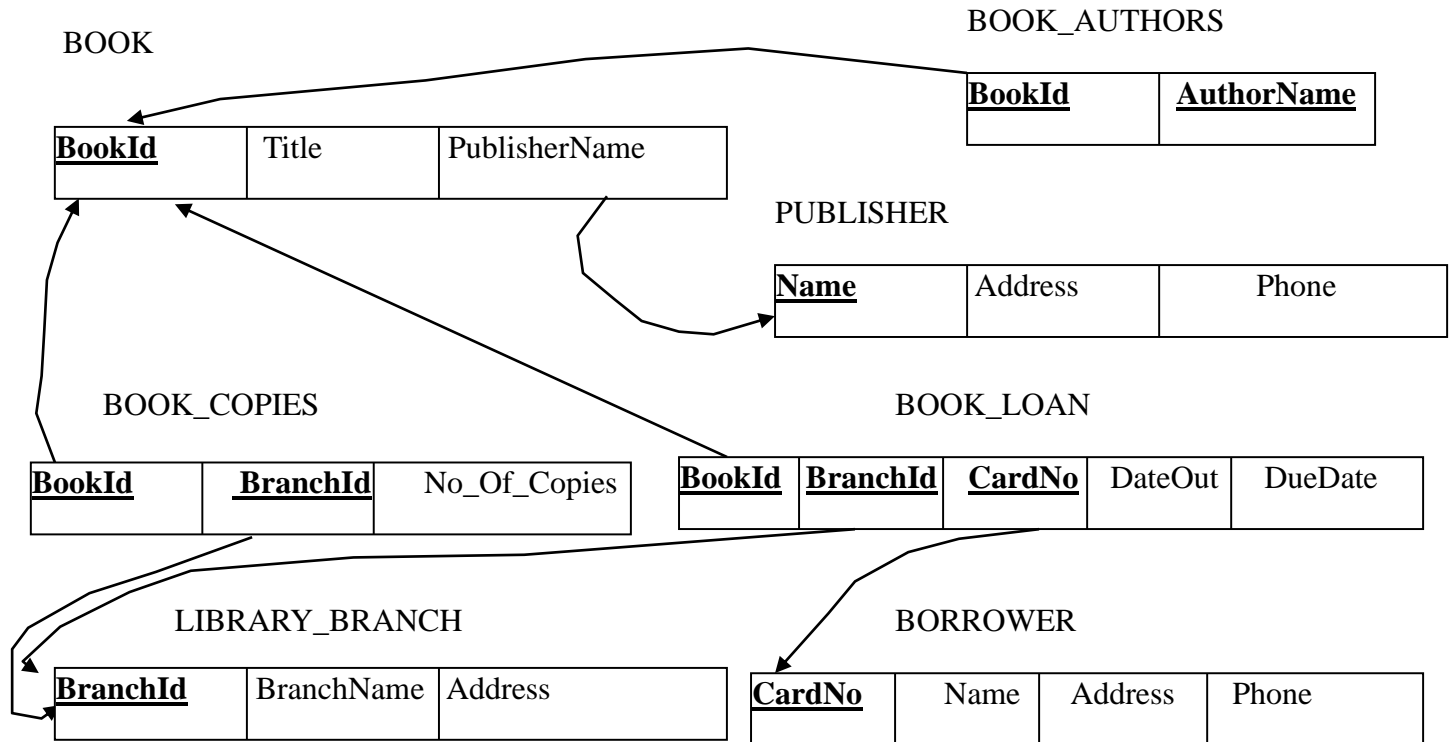 BOOK
BOOK_AUTHORS
BookId AuthorName
BookId Title PublisherName
PUBLISHER
Name Address Phone
BOOK_COPIES
BOOK_LOAN
BookId BranchId No_Of_Copies
BookId BranchId CardNo DateOut DueDate
LIBRARY_BRANCH
BORROWER
BranchId BranchName Address
CardNo Name Address Phone